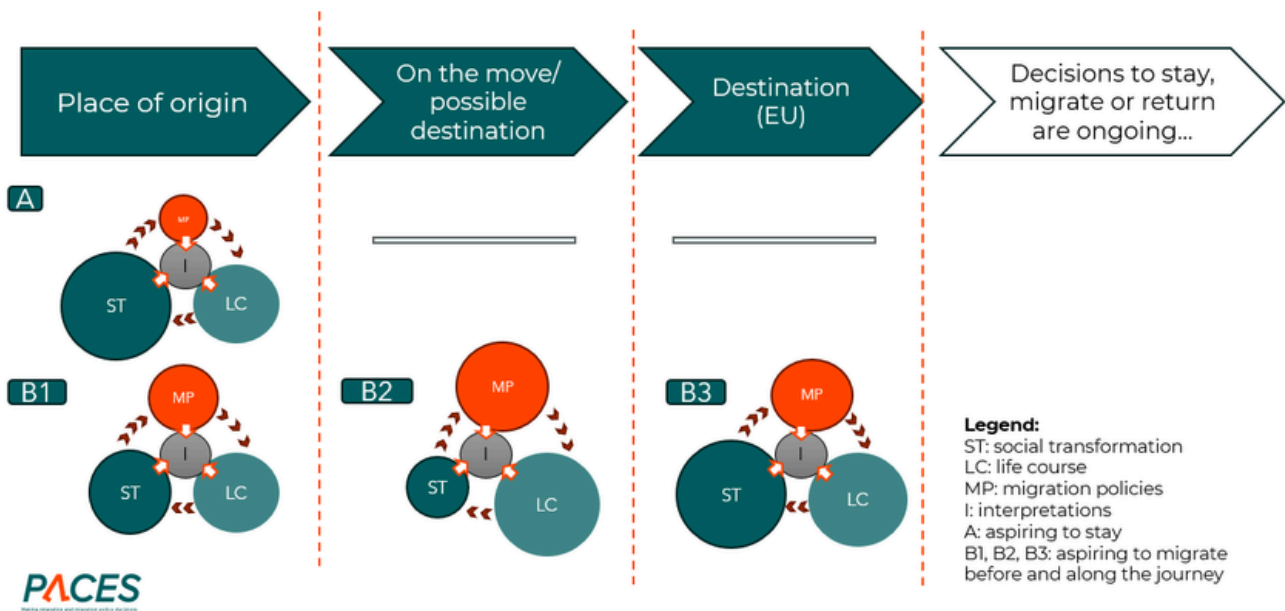 Place of origin
On the move/
possible
destination
Destination
(EU)
Decisions to stay,
migrate or return
are ongoing...
A
MP
I
ST
LC
B1
MP
I
ST
LC
B2
MP
I
ST
LC
B3
MP
I
ST
LC
Legend:
ST: social transformation
LC: life course
MP: migration policies
I: interpretations
A: aspiring to stay
B1, B2, B3: aspiring to migrate
before and along the journey
PACES